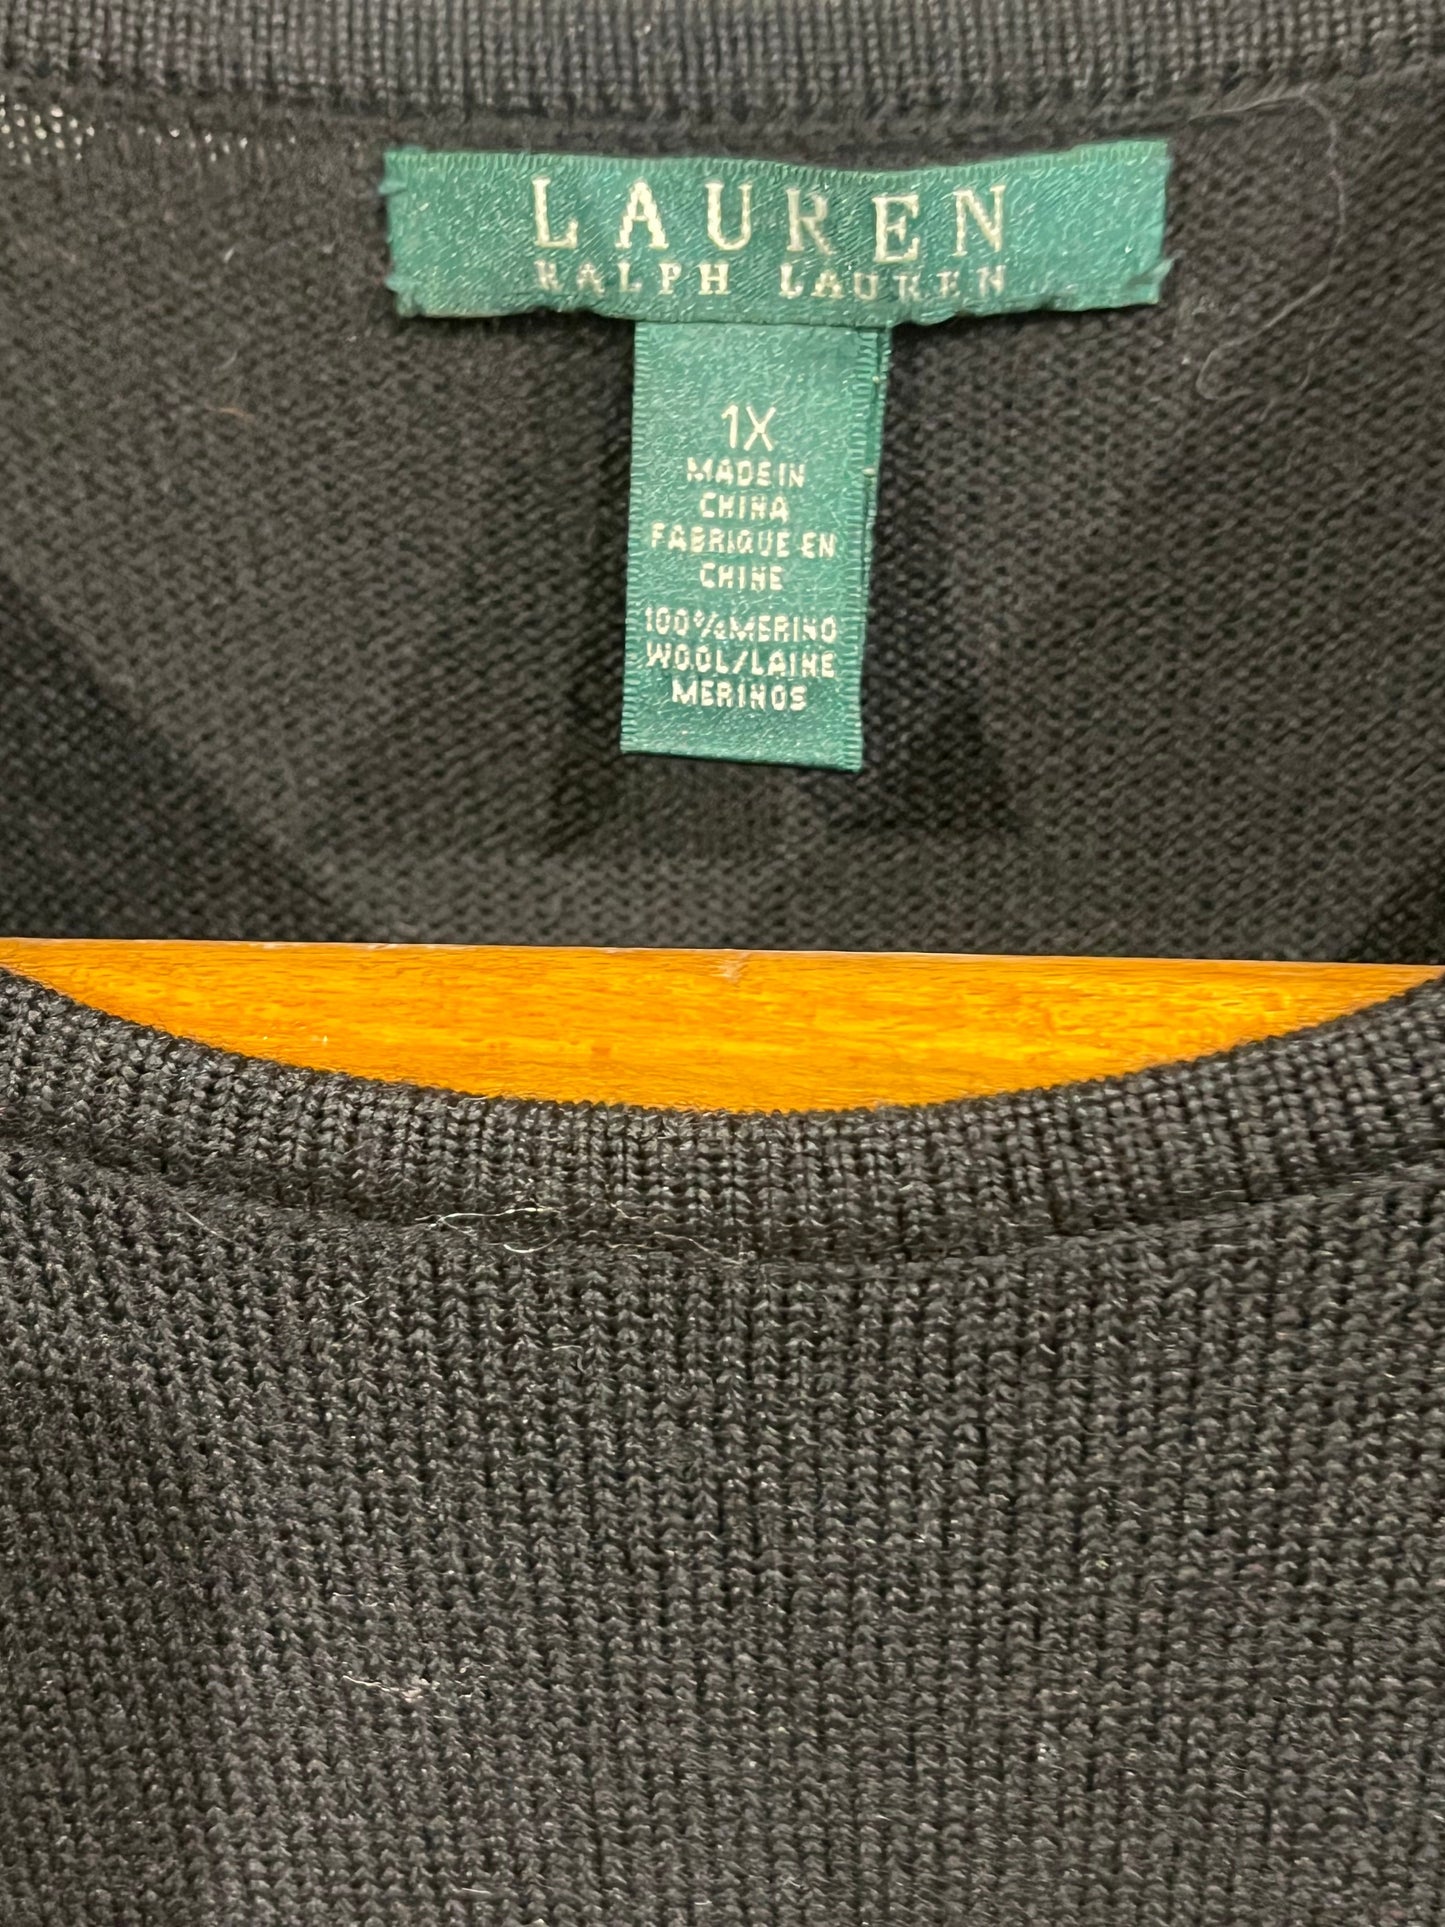 LAUREN
RALPH LAUREN
1X
MADE IN
CHINA
FABRIQUE EN
CHINE
100% MERINO
WOOL/LAINE
MERINOS